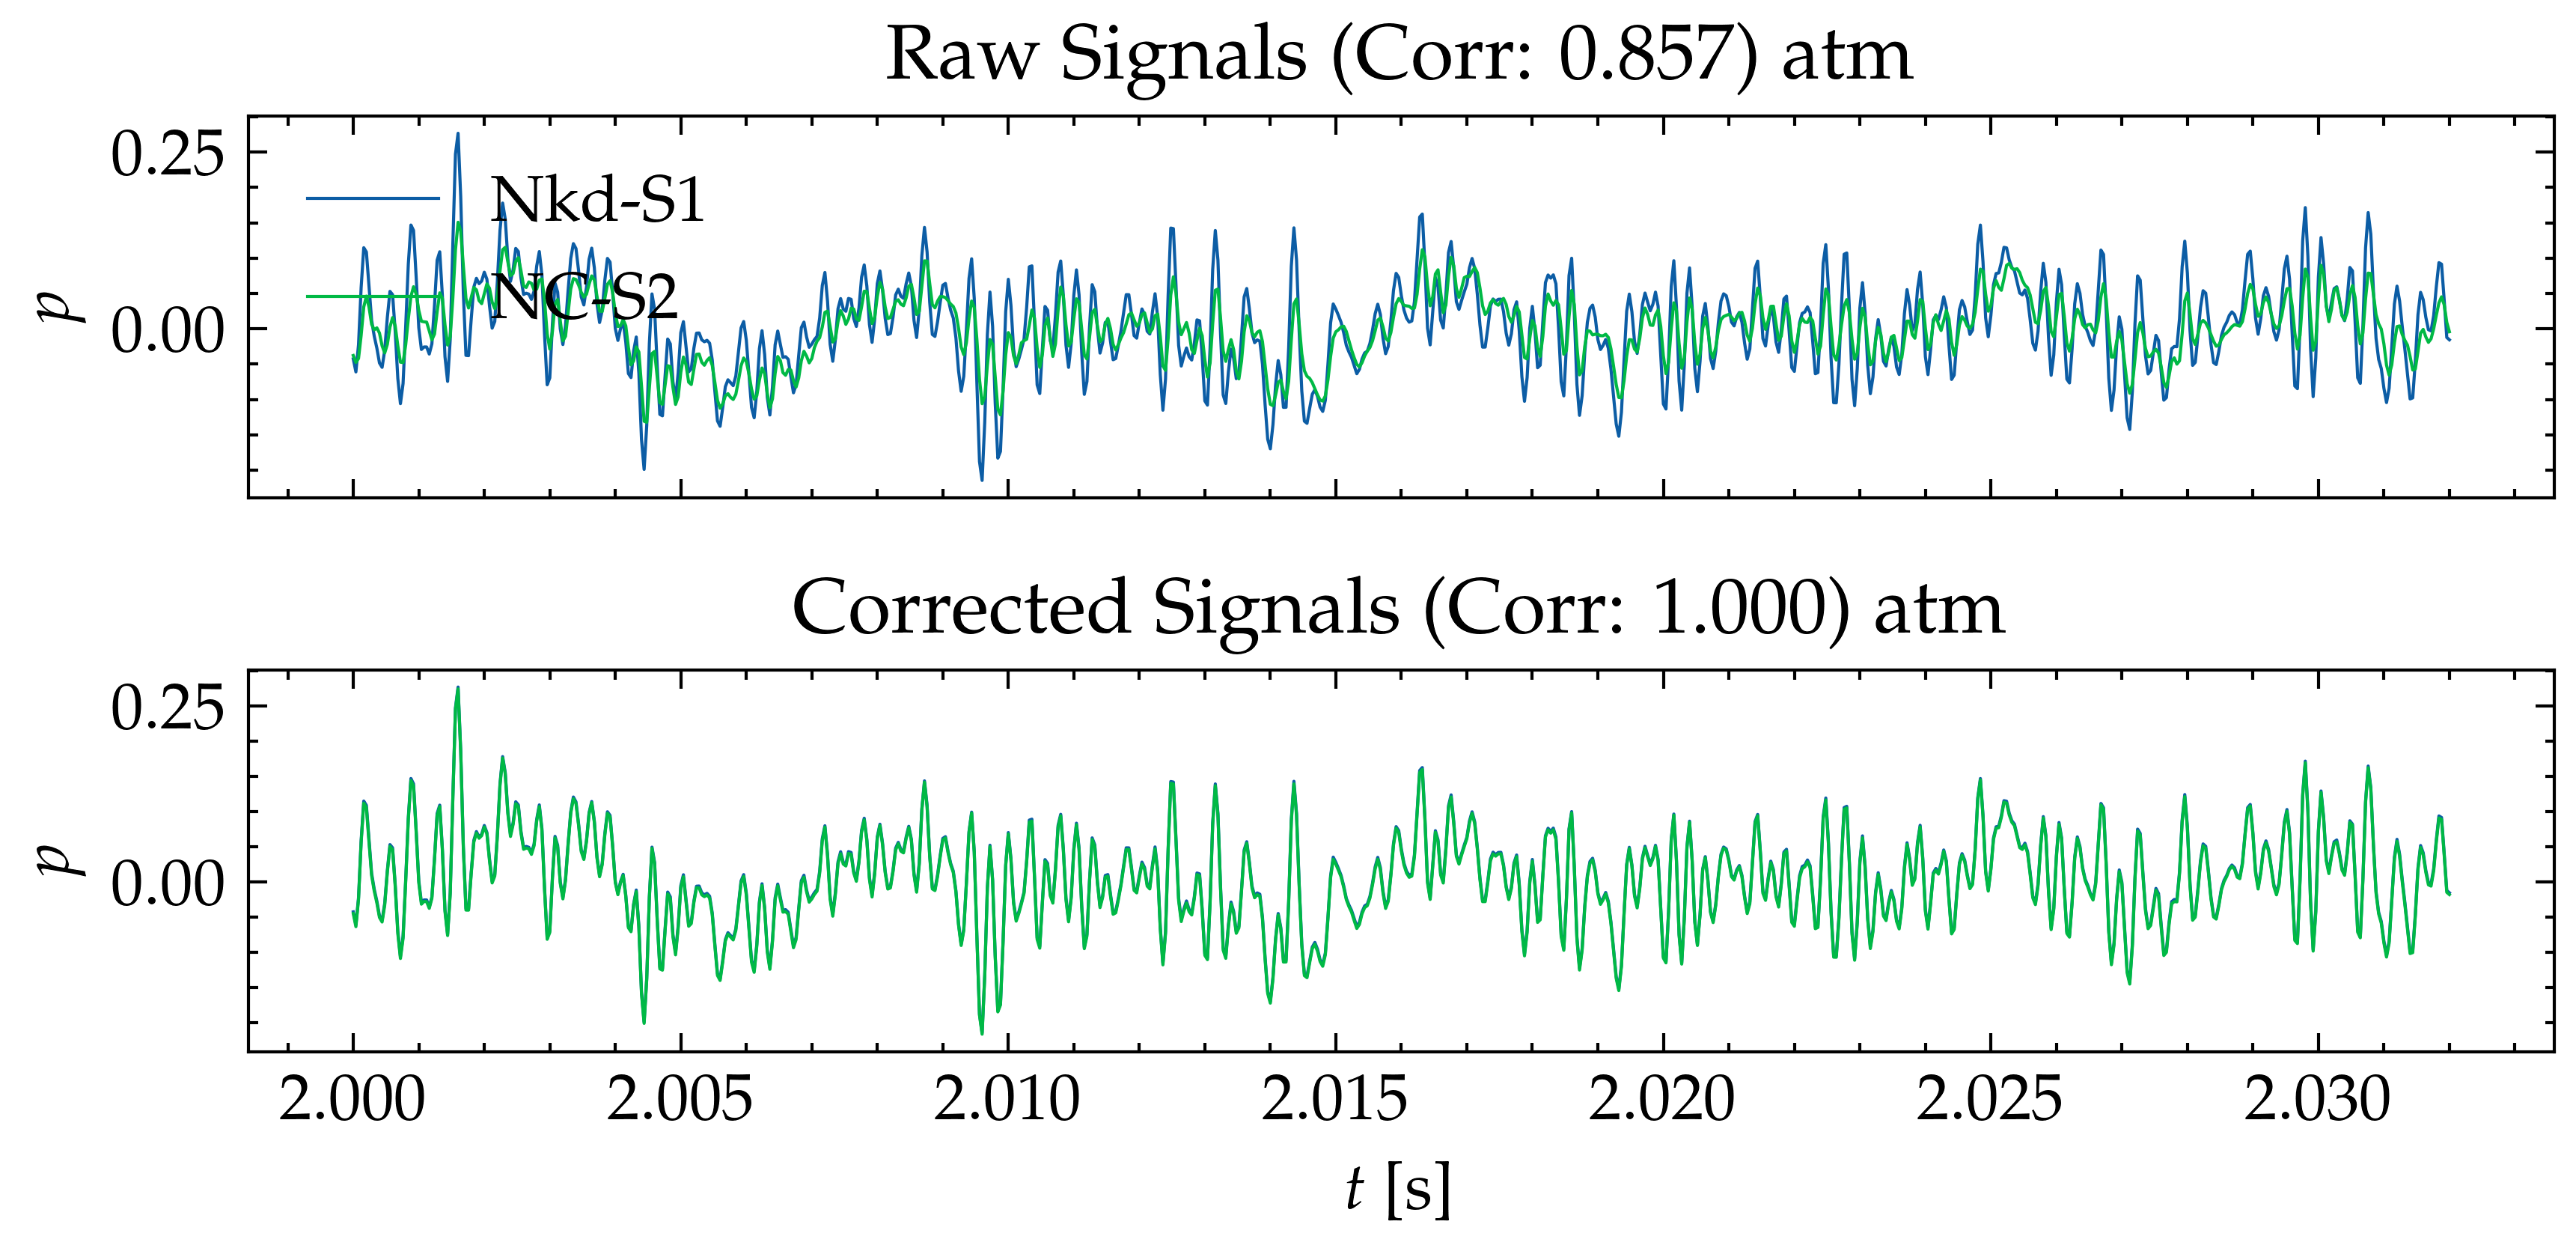 Raw Signals (Corr: 0.857) atm
0.25
Nkd-S1
NC-S2
p
0.00
Corrected Signals (Corr: 1.000) atm
0.25
p
0.00
2.000 2.005 2.010 2.015 2.020 2.025 2.030
t [s]